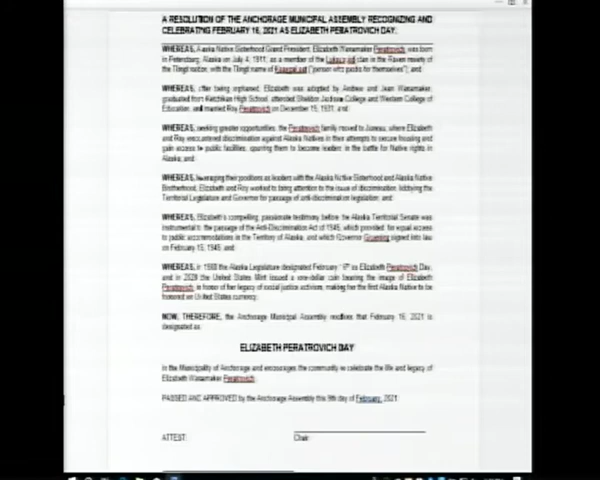 A RESOLUTION OF THE ANCHORAGE MUNICIPAL ASSEMBLY RECOGNIZING AND
CELEBRATING FEBRUARY 16, 2021 AS ELIZABETH PERATROVICH DAY.
WHEREAS, Alaska Native Sisterhood Grand President, Elizabeth Wanamaker Peratrovich was born
in Petersburg, Alaska on July 4, 1911, as a member of the clan in the Raven moiety of
the Tlingit nation, with the Tlingit name of ("person who packs for themselves"); and
WHEREAS, after being orphaned, Elizabeth was adopted by Andrew and Jean Wanamaker,
graduated from Ketchikan High School, attended Sheldon Jackson College and Western College of
Education, and married Roy Peratrovich on December 15, 1931; and
WHEREAS, seeking greater opportunities, the Peratrovich family moved to Juneau, where Elizabeth
and Roy encountered discrimination against Alaska Natives in their attempts to secure housing and
gain access to public facilities, spurring them to become leaders in the battle for Native rights in
Alaska; and
WHEREAS, leveraging their positions as leaders with the Alaska Native Sisterhood and Alaska Native
Brotherhood, Elizabeth and Roy worked to bring attention to the issue of discrimination, lobbying the
Territorial Legislature and Governor for passage of anti-discrimination legislation; and
WHEREAS, Elizabeth's compelling, passionate testimony before the Alaska Territorial Senate was
instrumental to the passage of the Anti-Discrimination Act of 1945, which provided for equal access
to public accommodations in the Territory of Alaska, and which Governor Gruening signed into law
on February 16, 1945; and
WHEREAS, in 1988 the Alaska Legislature designated February as Elizabeth Peratrovich Day,
and in 2020 the United States Mint issued a one-dollar coin bearing the image of Elizabeth
Peratrovich, in honor of her legacy of social justice activism, making her the first Alaska Native to be
honored on United States currency;
NOW, THEREFORE, the Anchorage Municipal Assembly that February 16, 2021 is
designated as:
ELIZABETH PERATROVICH DAY
in the Municipality of Anchorage and encourages the community to celebrate the life and legacy of
Elizabeth Wanamaker Peratrovich
PASSED AND APPROVED by the Anchorage Assembly this 9th day of February, 2021
ATTEST: Chair